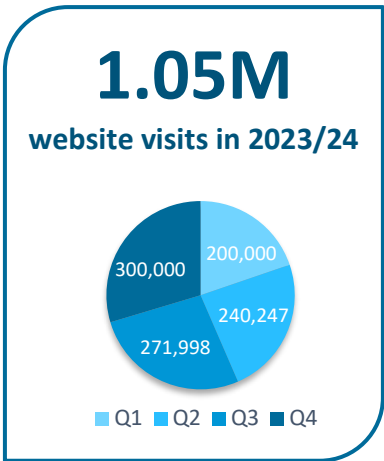 1.05M
website visits in 2023/24
300,000
200,000
240,247
271,998
Q1 Q2 Q3 Q4